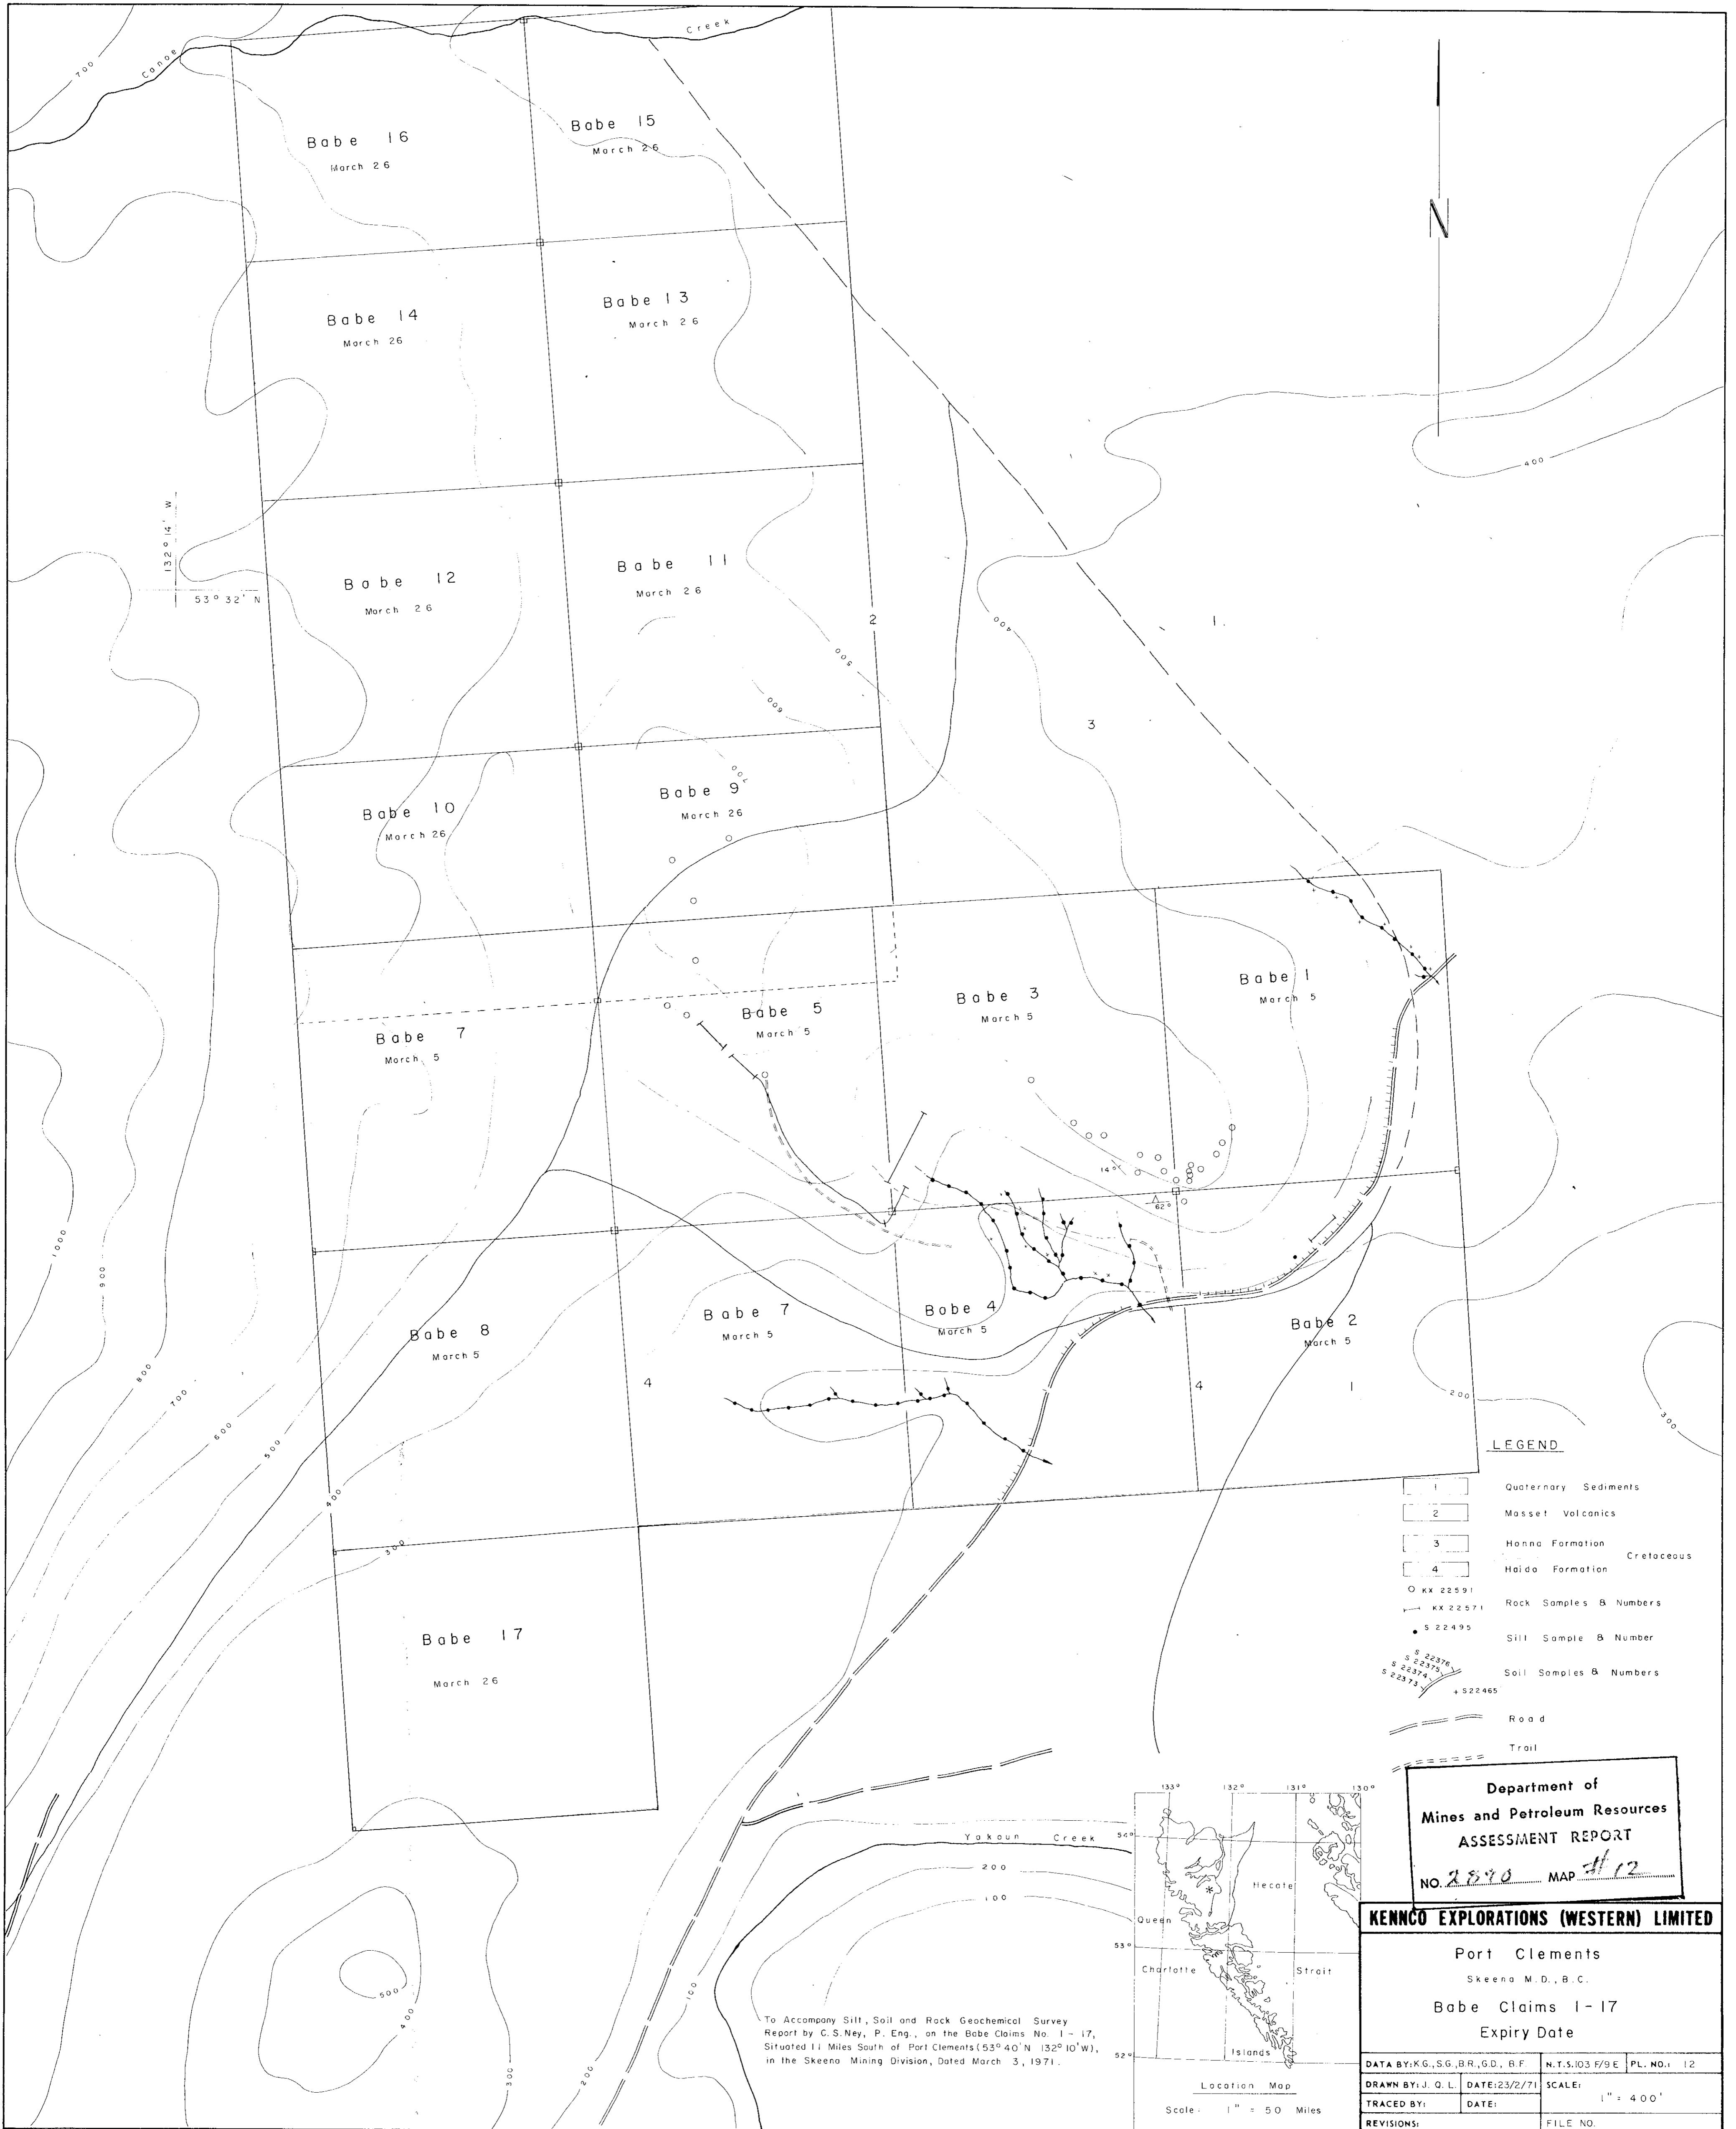 Canoe
Creek
700
Babe 16
March 26
Babe 15
March 26
N
Babe 14
March 26
Babe 13
March 26
400
132° 14' W
53° 32' N
Babe 12
March 26
Babe 11
March 26
2
400
1
500
600
3
700
Babe 10
March 26
Babe 9
March 26
Babe 7
March 5
Babe 5
March 5
Babe 3
March 5
Babe 1
March 5
14°
62°
1000
900
800
700
600
500
400
300
Babe 8
March 5
Babe 7
March 5
Babe 4
March 5
Babe 2
March 5
4
4
1
200
300
Babe 17
March 26
LEGEND
1 Quaternary Sediments
2 Masset Volcanics
3 Honna Formation
Cretaceous
4 Haida Formation
KX 22591
KX 22571 Rock Samples & Numbers
S 22495
Silt Sample & Number
S 22376
S 22375
S 22374
S 22373
Soil Samples & Numbers
S22465
Road
Trail
Department of
Mines and Petroleum Resources
ASSESSMENT REPORT
NO. 2890 MAP #12
KENNCO EXPLORATIONS (WESTERN) LIMITED
Port Clements
Skeena M.D., B.C.
Babe Claims 1-17
Expiry Date
DATA BY: K.G., S.G., B.R., G.D., B.F. N.T.S. 103 F/9E PL. NO.: 12
DRAWN BY: J. Q. L. DATE: 23/2/71 SCALE:
1" = 400'
TRACED BY: DATE:
REVISIONS: FILE NO.
133° 132° 131° 130°
54°
Hecate
Queen
53°
Charlotte Strait
52°
Islands
Location Map
Scale: 1" = 50 Miles
Yakoun Creek
200
100
500
400
300
200
100
To Accompany Silt, Soil and Rock Geochemical Survey
Report by C.S. Ney, P. Eng., on the Babe Claims No. 1 - 17,
Situated 11 Miles South of Port Clements (53° 40' N 132° 10' W),
in the Skeena Mining Division, Dated March 3, 1971.